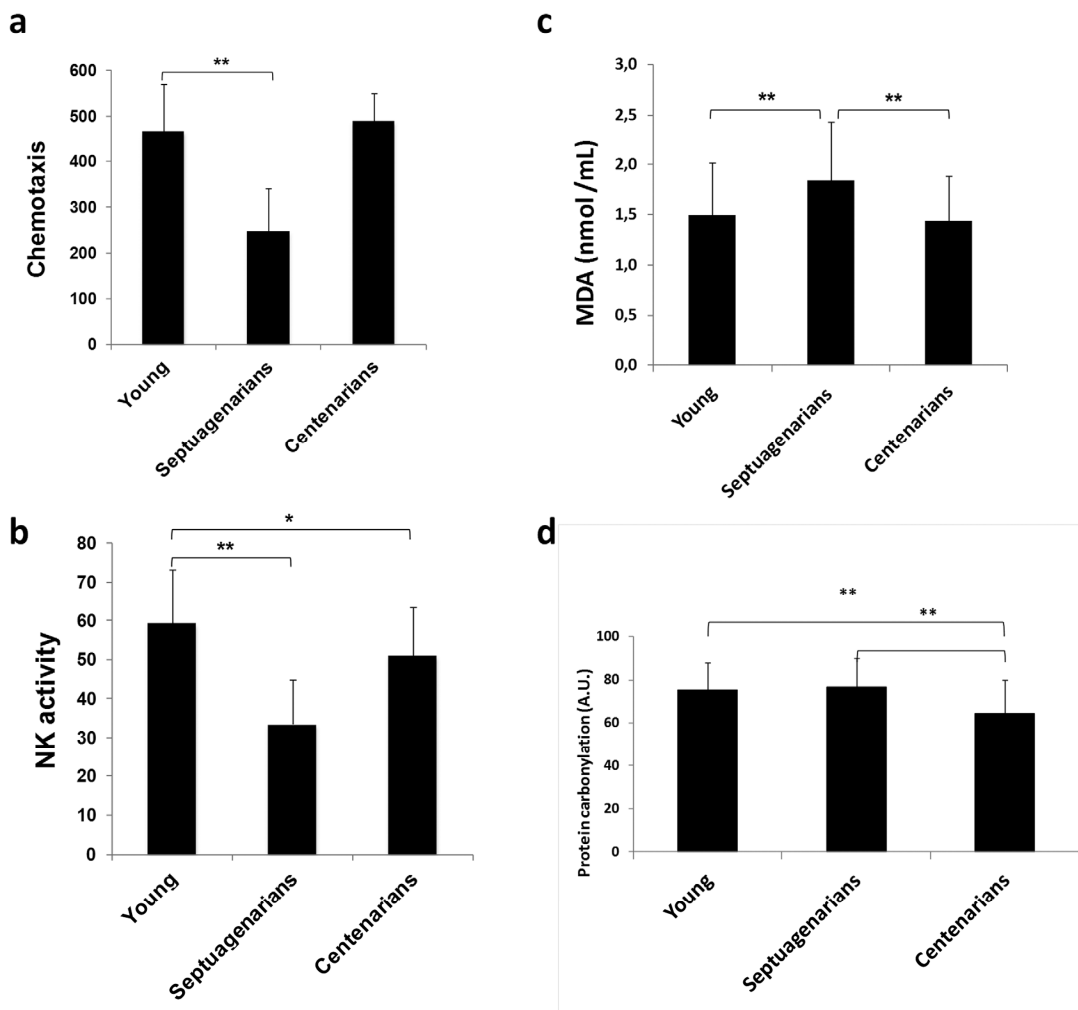 a
Chemotaxis
600
500
400
300
200
100
0
**
Young
Septuagenarians
Centenarians
c
MDA (nmol /mL)
3,0
2,5
2,0
1,5
1,0
0,5
0,0
**
**
Young
Septuagenarians
Centenarians
b
NK activity
80
70
60
50
40
30
20
10
0
*
**
Young
Septuagenarians
Centenarians
d
Protein carbonylation (A.U.)
100
80
60
40
20
0
**
**
Young
Septuagenarians
Centenarians